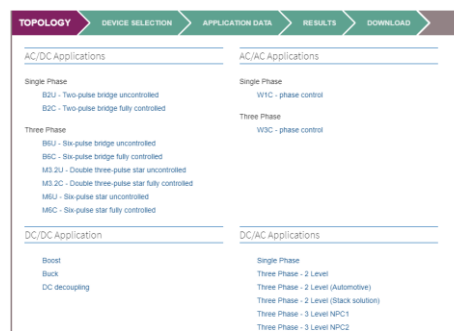 TOPOLOGY
DEVICE SELECTION
APPLICATION DATA
RESULTS
DOWNLOAD
AC/DC Applications
Single Phase
B2U - Two-pulse bridge uncontrolled
B2C - Two-pulse bridge fully controlled
Three Phase
B6U - Six-pulse bridge uncontrolled
B6C - Six-pulse bridge fully controlled
M3.2U - Double three-pulse star uncontrolled
M3.2C - Double three-pulse star fully controlled
M6U - Six-pulse star uncontrolled
M6C - Six-pulse star fully controlled
AC/AC Applications
Single Phase
W1C - phase control
Three Phase
W3C - phase control
DC/DC Application
Boost
Buck
DC decoupling
DC/AC Applications
Single Phase
Three Phase - 2 Level
Three Phase - 2 Level (Automotive)
Three Phase - 2 Level (Stack solution)
Three Phase - 3 Level NPC1
Three Phase - 3 Level NPC2